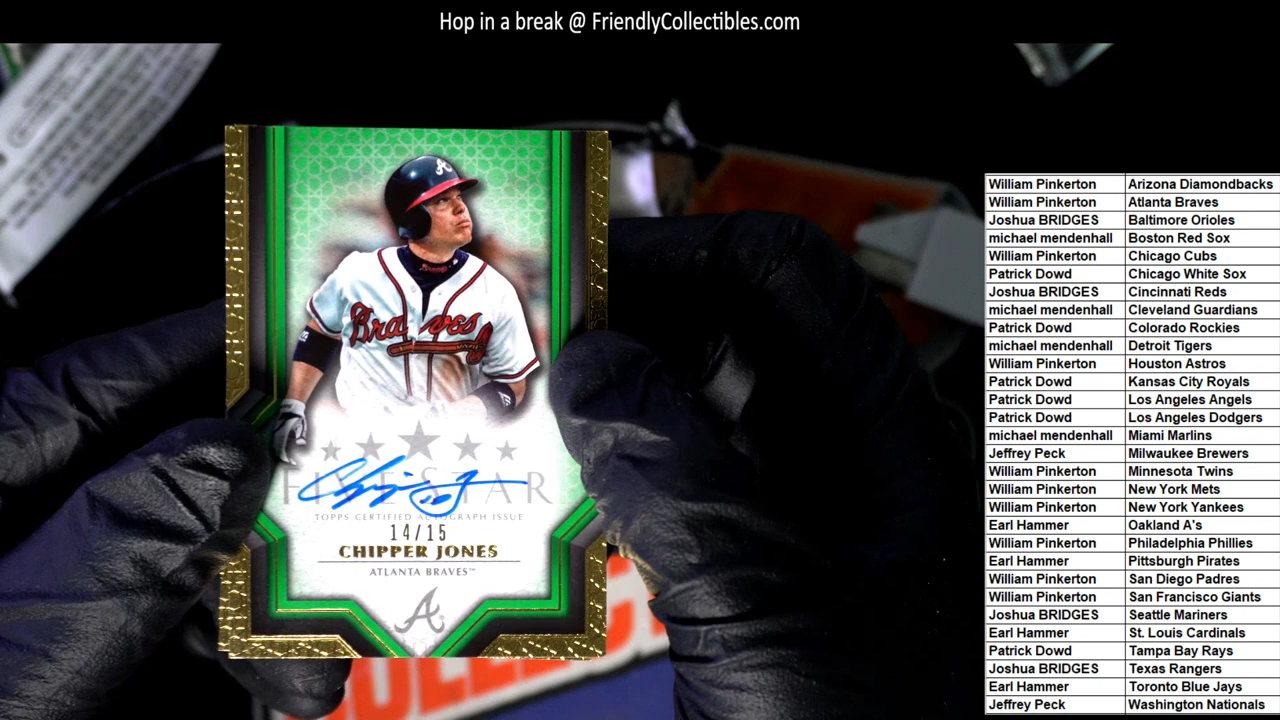 Hop in a break @ FriendlyCollectibles.com
A
Braves
FIVE STAR
TOPPS CERTIFIED AUTOGRAPH ISSUE
14/15
CHIPPER JONES
ATLANTA BRAVES™
A
William Pinkerton Arizona Diamondbacks
William Pinkerton Atlanta Braves
Joshua BRIDGES Baltimore Orioles
michael mendenhall Boston Red Sox
William Pinkerton Chicago Cubs
Patrick Dowd Chicago White Sox
Joshua BRIDGES Cincinnati Reds
michael mendenhall Cleveland Guardians
Patrick Dowd Colorado Rockies
michael mendenhall Detroit Tigers
William Pinkerton Houston Astros
Patrick Dowd Kansas City Royals
Patrick Dowd Los Angeles Angels
Patrick Dowd Los Angeles Dodgers
michael mendenhall Miami Marlins
Jeffrey Peck Milwaukee Brewers
William Pinkerton Minnesota Twins
William Pinkerton New York Mets
William Pinkerton New York Yankees
Earl Hammer Oakland A's
William Pinkerton Philadelphia Phillies
Earl Hammer Pittsburgh Pirates
William Pinkerton San Diego Padres
William Pinkerton San Francisco Giants
Joshua BRIDGES Seattle Mariners
Earl Hammer St. Louis Cardinals
Patrick Dowd Tampa Bay Rays
Joshua BRIDGES Texas Rangers
Earl Hammer Toronto Blue Jays
Jeffrey Peck Washington Nationals